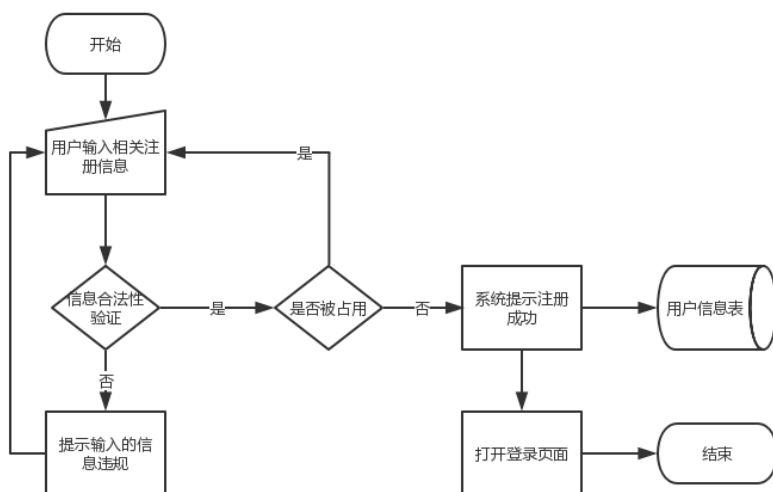 开始
用户输入相关注
册信息
是
信息合法性
验证
是
是否被占用
否
系统提示注册
成功
用户信息表
否
提示输入的信
息违规
打开登录页面
结束